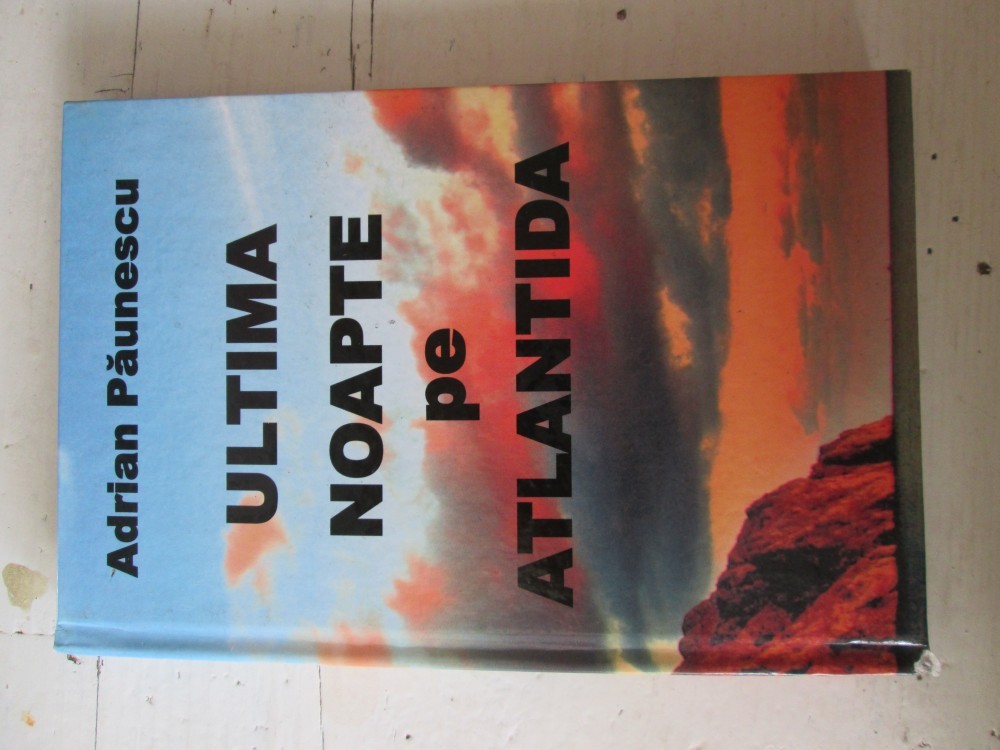 Adrian Păunescu
ULTIMA
NOAPTE
pe
ATLANTIDA